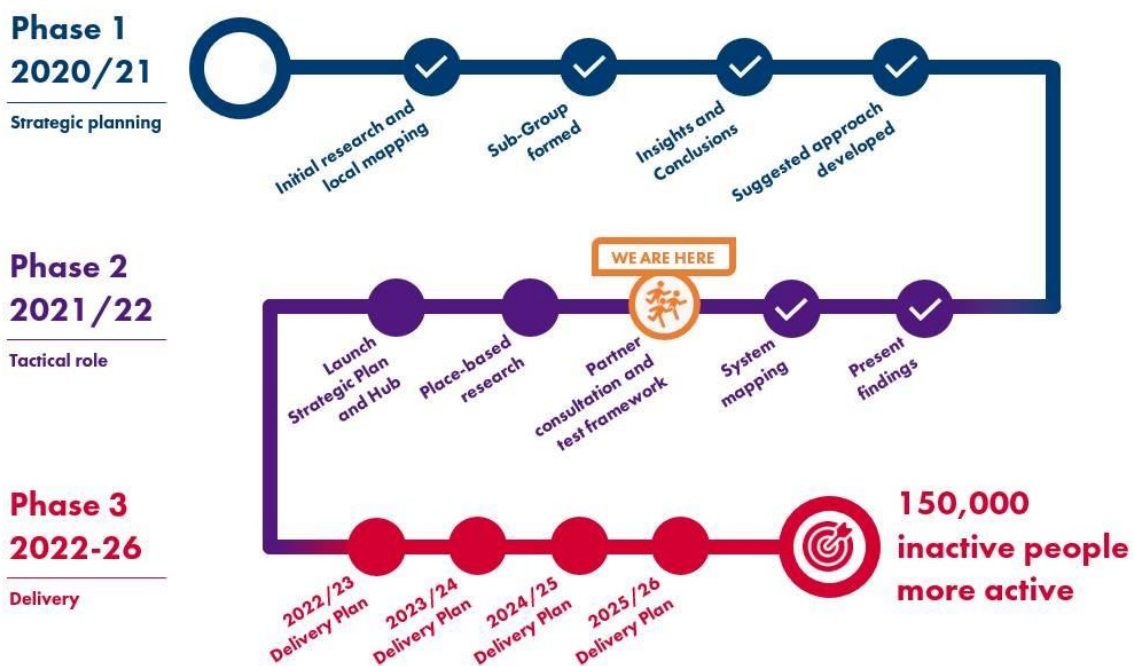 Phase 1
2020/21
Strategic planning
Initial research and
local mapping
Sub-Group
formed
Insights and
Conclusions
Suggested approach
developed
Phase 2
2021/22
Tactical role
WE ARE HERE
Launch
Strategic Plan
and Hub
Place-based
research
Partner
consultation and
test framework
System
mapping
Present
findings
Phase 3
2022-26
Delivery
2022/23
Delivery Plan
2023/24
Delivery Plan
2024/25
Delivery Plan
2025/26
Delivery Plan
150,000
inactive people
more active